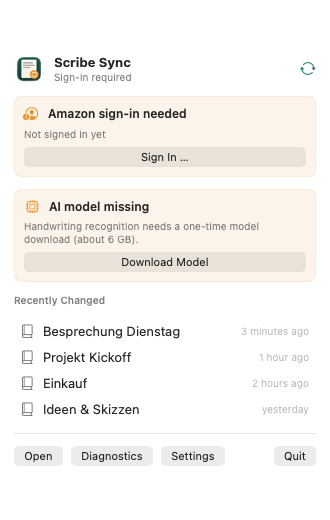 Scribe Sync
Sign-in required
Amazon sign-in needed
Not signed in yet
Sign In ...
AI model missing
Handwriting recognition needs a one-time model
download (about 6 GB).
Download Model
Recently Changed
Besprechung Dienstag 3 minutes ago
Projekt Kickoff 1 hour ago
Einkauf 2 hours ago
Ideen & Skizzen yesterday
Open Diagnostics Settings Quit